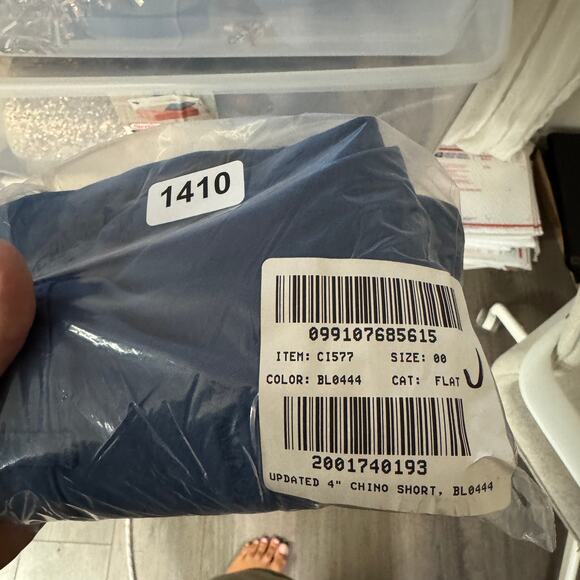 1410
099107685615
ITEM: CI577 SIZE: 00
COLOR: BL0444 CAT: FLAT
2001740193
UPDATED 4" CHINO SHORT, BL0444